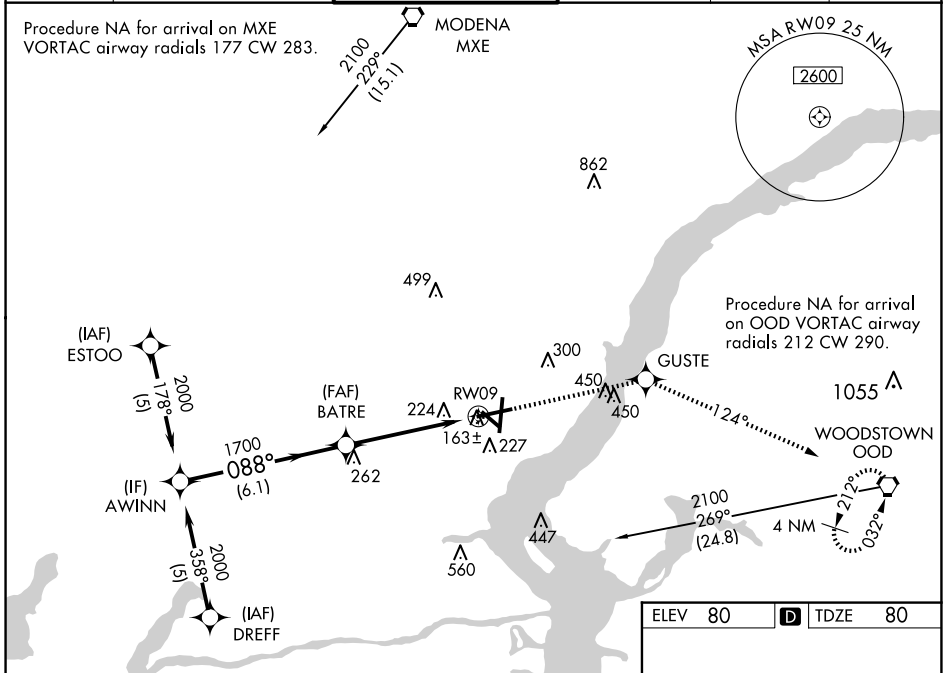 Procedure NA for arrival on MXE
VORTAC airway radials 177 CW 283.
MODENA
MXE
2100
229°
(15.1)
MSA RW09 25 NM
2600
862
499
Procedure NA for arrival
on OOD VORTAC airway
radials 212 CW 290.
(IAF)
ESTOO
2000
178°
(5)
(FAF)
BATRE
300
GUSTE
RW09
224
450
450
1055
163±
227
124°
WOODSTOWN
OOD
1700
088°
(6.1)
262
(IF)
AWINN
2100
269°
(24.8)
4 NM
212°
032°
447
560
2000
358°
(5)
(IAF)
DREFF
ELEV 80 D TDZE 80